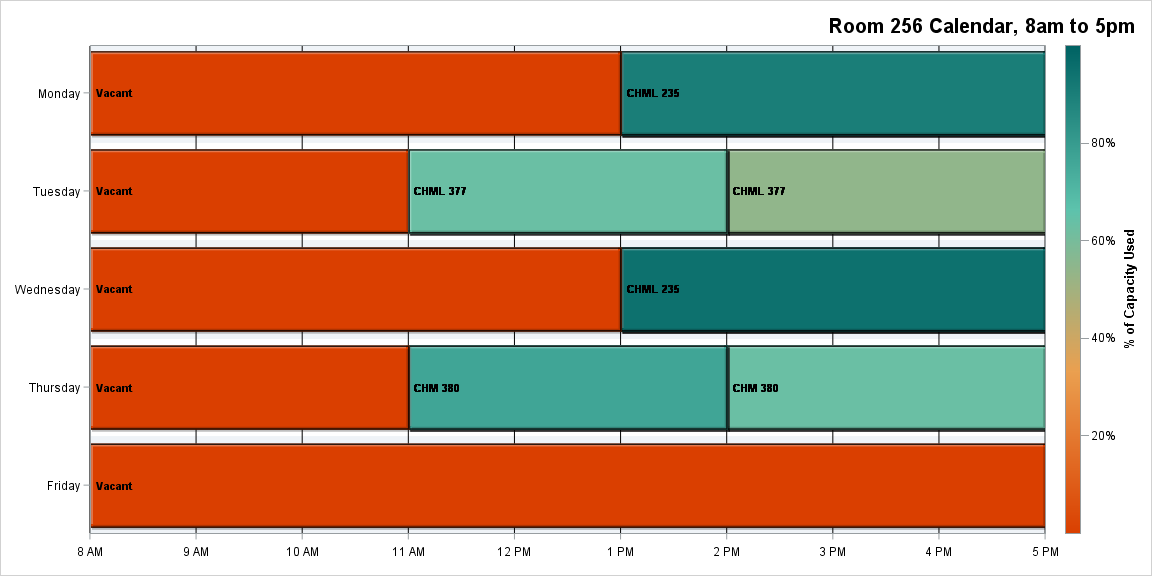 Room 256 Calendar, 8am to 5pm
Monday
Vacant
CHML 235
Tuesday
Vacant
CHML 377
CHML 377
Wednesday
Vacant
CHML 235
Thursday
Vacant
CHM 380
CHM 380
Friday
Vacant
8 AM
9 AM
10 AM
11 AM
12 PM
1 PM
2 PM
3 PM
4 PM
5 PM
80%
60%
40%
20%
% of Capacity Used